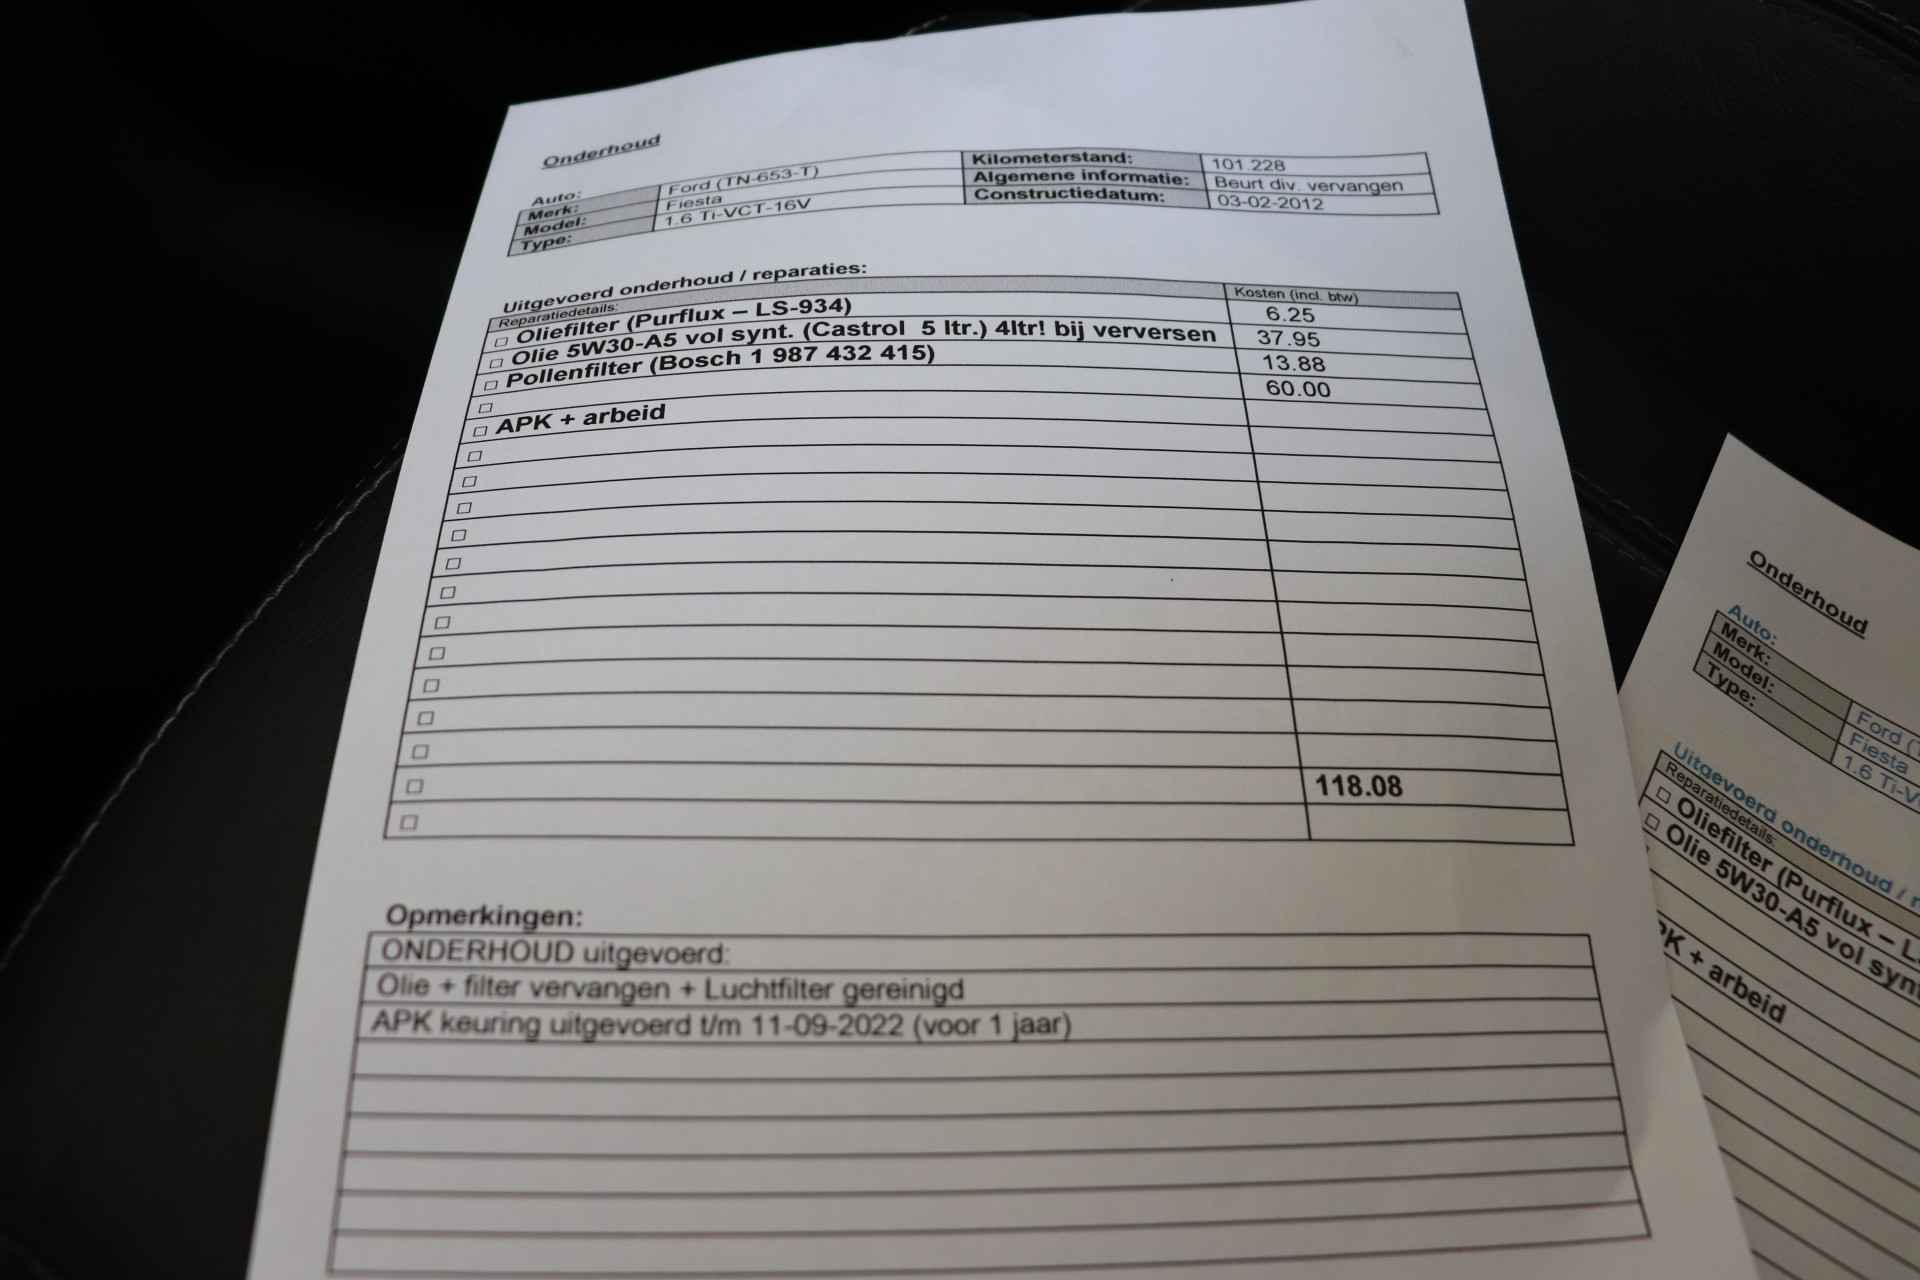 Onderhoud
Auto: Ford (TN-653-T) Kilometerstand: 101.228
Merk: Fiesta Algemene informatie: Beurt div. vervangen
Model: 1.6 Ti-VCT-16V Constructiedatum: 03-02-2012
Type:
Uitgevoerd onderhoud / reparaties:
Reparatiedetails: Kosten (incl. btw)
□ Oliefilter (Purflux – LS-934) 6.25
□ Olie 5W30-A5 vol synt. (Castrol 5 ltr.) 4ltr! bij verversen 37.95
□ Pollenfilter (Bosch 1 987 432 415) 13.88
□ 60.00
□ APK + arbeid
□
□
□
□
□
□
□
□
□
□
□
□ 118.08
□
Opmerkingen:
ONDERHOUD uitgevoerd:
Olie + filter vervangen + Luchtfilter gereinigd
APK keuring uitgevoerd t/m 11-09-2022 (voor 1 jaar)
Onderhoud
Auto:
Merk: Ford (
Model: Fiesta
Type: 1.6 Ti-V
Uitgevoerd onderhoud / r
Reparatiedetails:
□ Oliefilter (Purflux – L
□ Olie 5W30-A5 vol synt
PK + arbeid